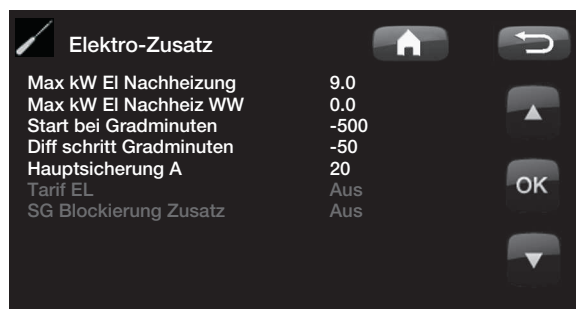 Elektro-Zusatz
Max kW El Nachheizung 9.0
Max kW El Nachheiz WW 0.0
Start bei Gradminuten -500
Diff schritt Gradminuten -50
Hauptsicherung A 20
Tarif EL Aus
SG Blockierung Zusatz Aus
OK